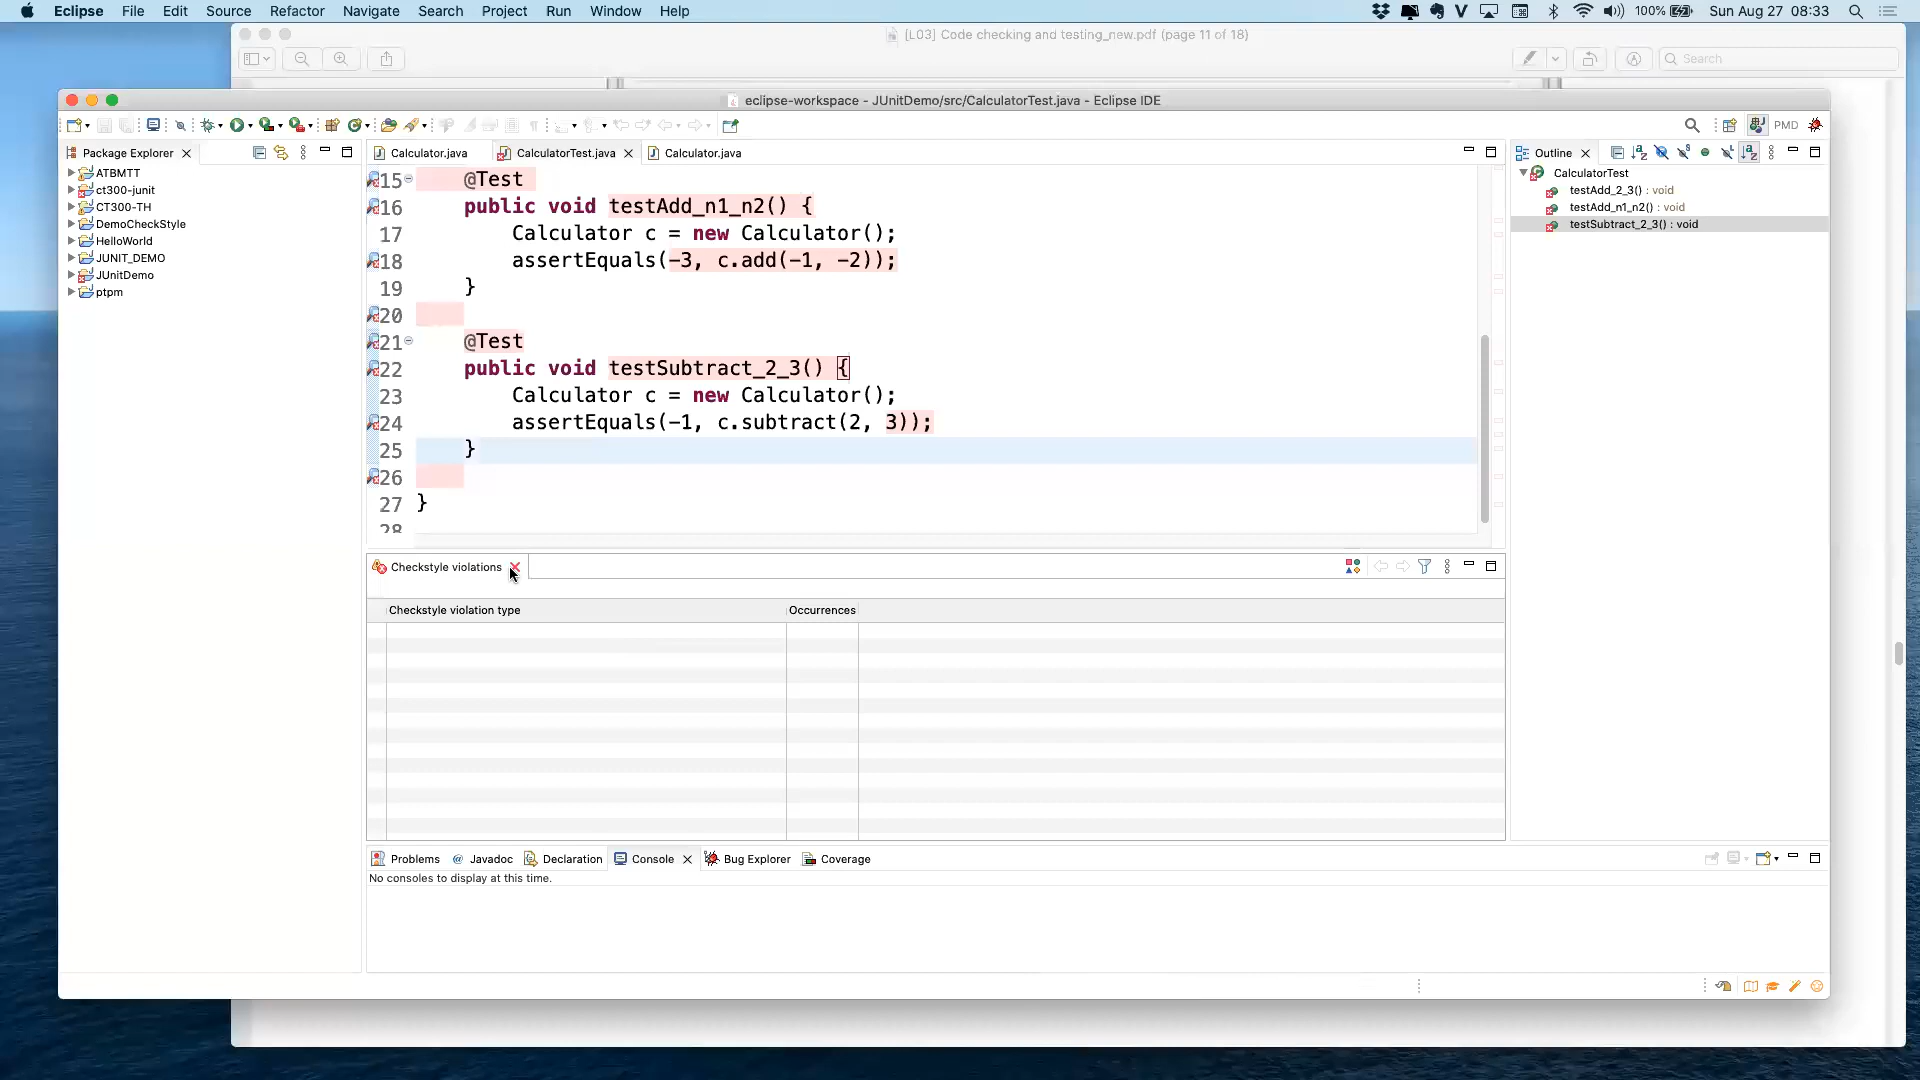 Eclipse File Edit Source Refactor Navigate Search Project Run Window Help 100% Sun Aug 27 08:33
[L03] Code checking and testing_new.pdf (page 11 of 18)
Search
eclipse-workspace - JUnitDemo/src/CalculatorTest.java - Eclipse IDE
PMD
Package Explorer
ATBMTT
ct300-junit
CT300-TH
DemoCheckStyle
HelloWorld
JUNIT_DEMO
JUnitDemo
ptpm
Calculator.java CalculatorTest.java Calculator.java
15 @Test
16 public void testAdd_n1_n2() {
17 Calculator c = new Calculator();
18 assertEquals(-3, c.add(-1, -2));
19 }
20
21 @Test
22 public void testSubtract_2_3() {
23 Calculator c = new Calculator();
24 assertEquals(-1, c.subtract(2, 3));
25 }
26
27 }
28
Outline
CalculatorTest
testAdd_2_3() : void
testAdd_n1_n2() : void
testSubtract_2_3() : void
Checkstyle violations
Checkstyle violation type Occurrences
Problems @ Javadoc Declaration Console Bug Explorer Coverage
No consoles to display at this time.